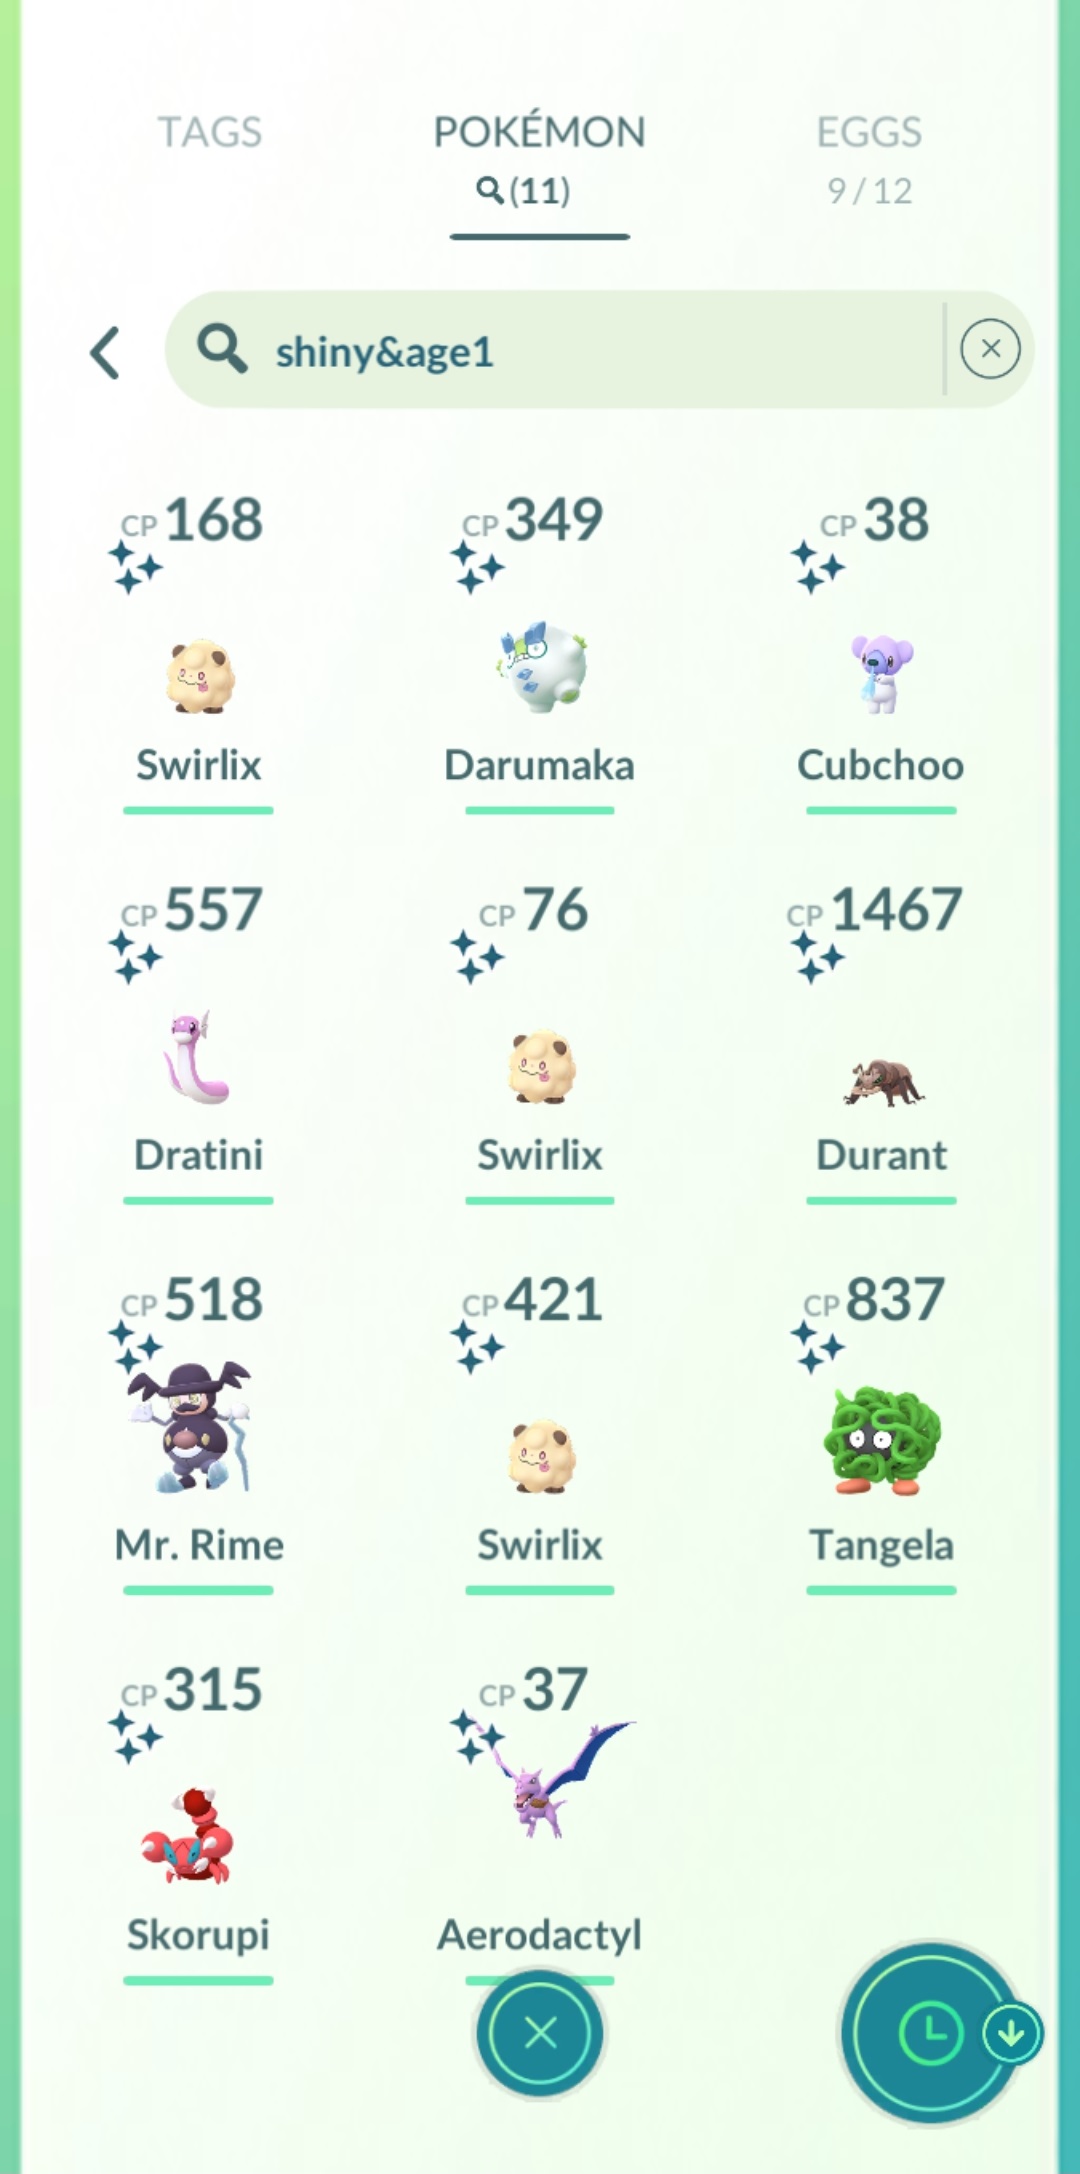 TAGS POKÉMON EGGS
(11) 9 / 12
shiny&age1
CP 168 CP 349 CP 38
Swirlix Darumaka Cubchoo
CP 557 CP 76 CP 1467
Dratini Swirlix Durant
CP 518 CP 421 CP 837
Mr. Rime Swirlix Tangela
CP 315 CP 37
Skorupi Aerodactyl